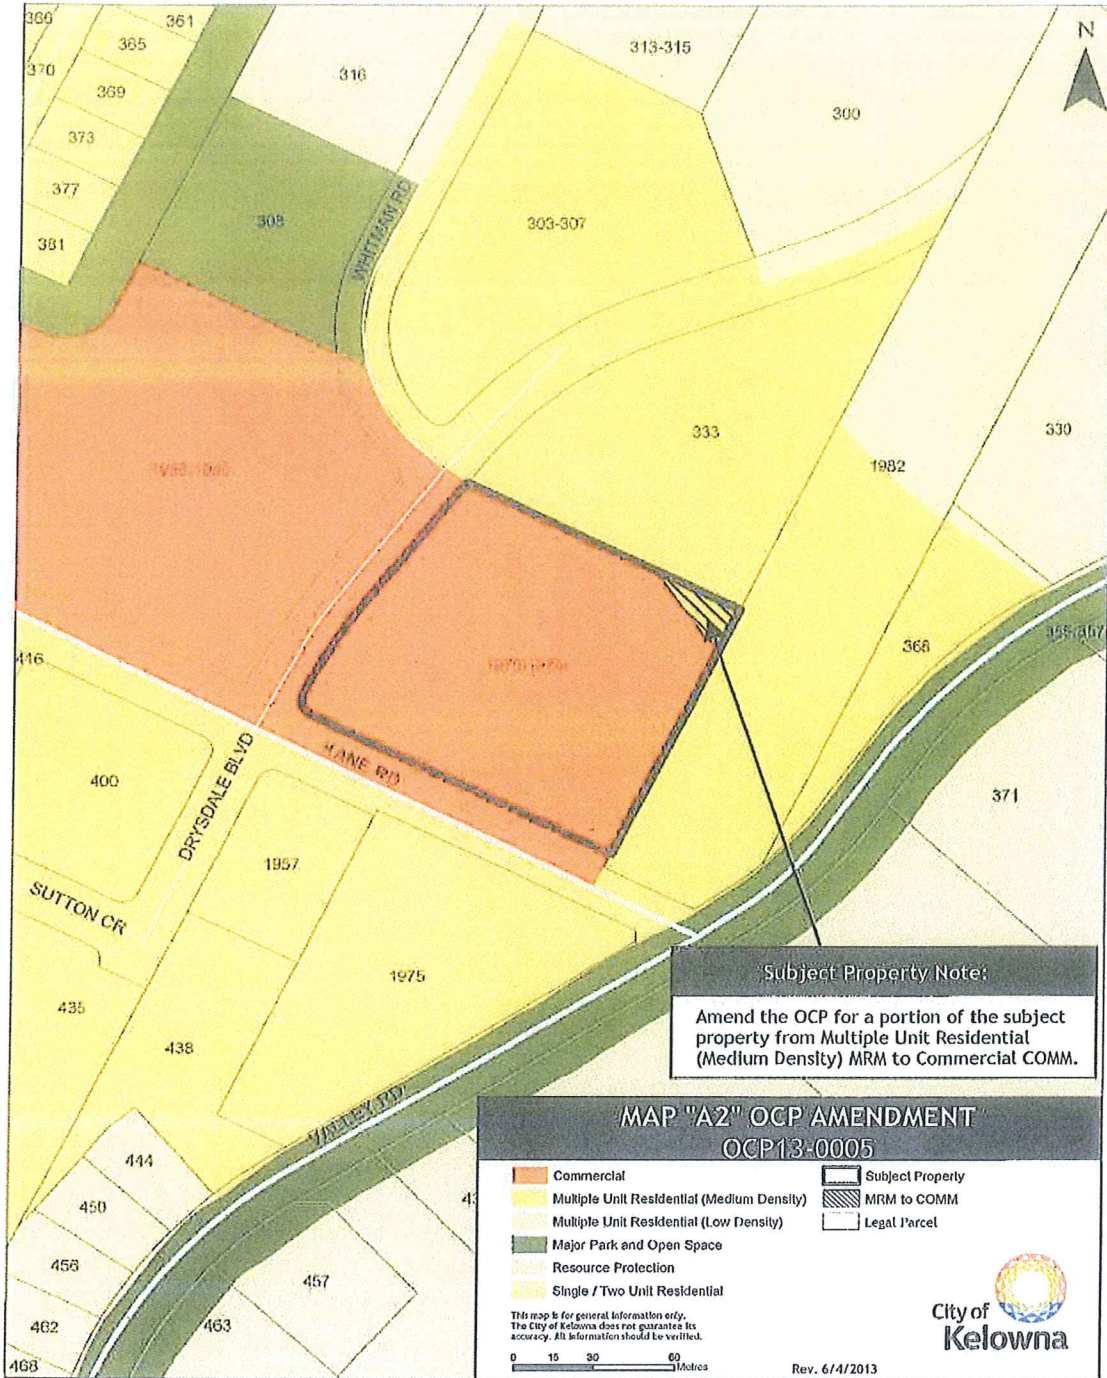 366
361
365
370
369
373
377
381
316
313-315
300
N
308
WHITMAN RD
303-307
333
1982
330
368
355-357
416
400
DRYSDALE BLVD
KANE RD
1957
371
SUTTON CR
435
438
1975
VALLEY RD
444
450
456
462
468
457
463
Subject Property Note:
Amend the OCP for a portion of the subject
property from Multiple Unit Residential
(Medium Density) MRM to Commercial COMM.
MAP "A2" OCP AMENDMENT
OCP13-0005
Commercial
Multiple Unit Residential (Medium Density)
Multiple Unit Residential (Low Density)
Major Park and Open Space
Resource Protection
Single / Two Unit Residential
Subject Property
MRM to COMM
Legal Parcel
This map is for general information only.
The City of Kelowna does not guarantee its
accuracy. All information should be verified.
0 15 30 60
Metres
Rev. 6/4/2013
City of
Kelowna